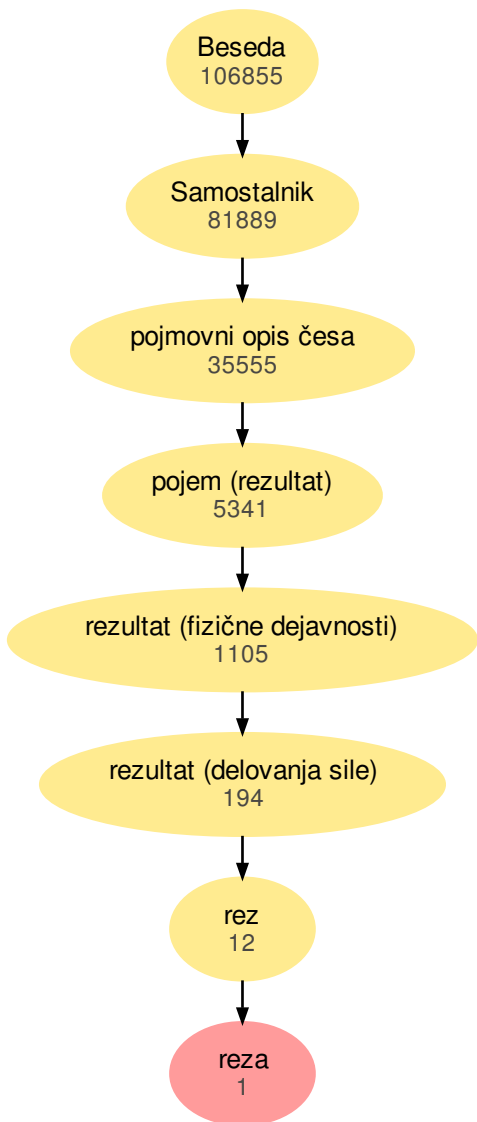 Beseda
106855
Samostalnik
81889
pojmovni opis česa
35555
pojem (rezultat)
5341
rezultat (fizične dejavnosti)
1105
rezultat (delovanja sile)
194
rez
12
reza
1